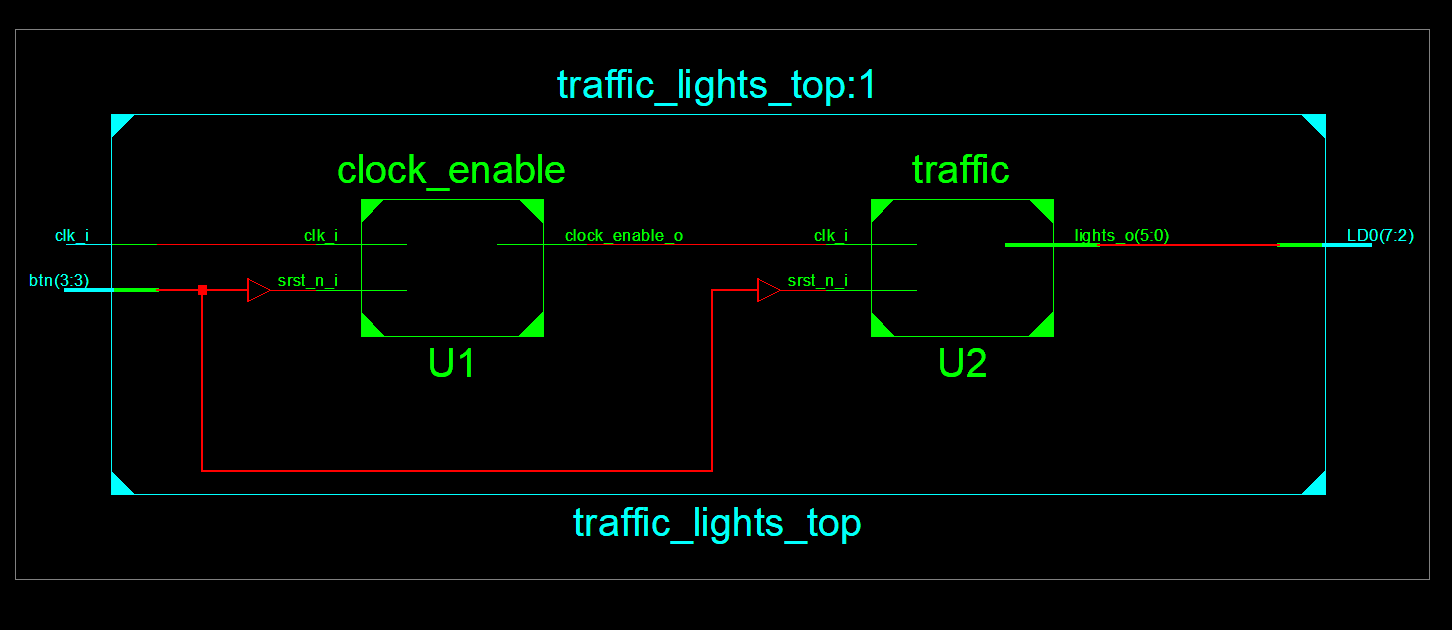 traffic_lights_top:1
clock_enable
traffic
clk_i
clk_i
clock_enable_o
clk_i
lights_o(5:0)
LD0(7:2)
btn(3:3)
srst_n_i
srst_n_i
U1
U2
traffic_lights_top